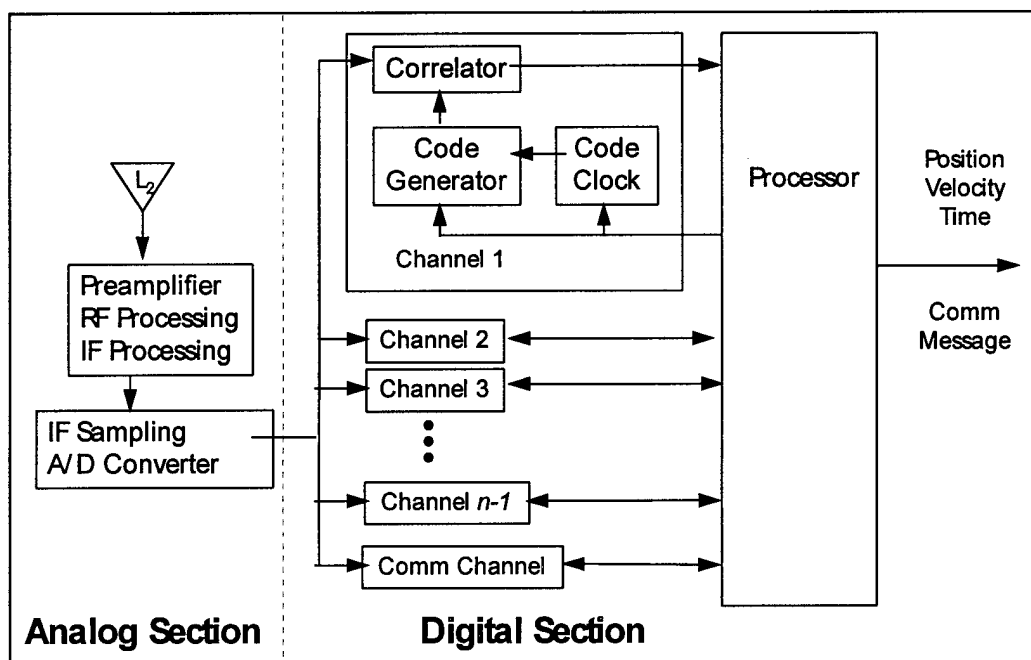 L2
Preamplifier
RF Processing
IF Processing
IF Sampling
A/D Converter
Analog Section
Correlator
Code
Generator
Code
Clock
Channel 1
Channel 2
Channel 3
Channel n-1
Comm Channel
Digital Section
Processor
Position
Velocity
Time
Comm
Message